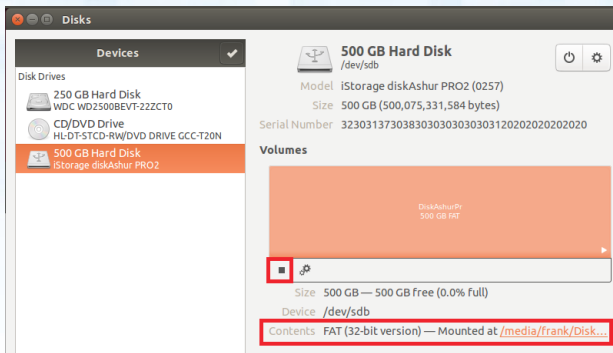 Disks
Devices
Disk Drives
250 GB Hard Disk
WDC WD2500BEVT-22ZCT0
CD/DVD Drive
HL-DT-STCD-RW/DVD DRIVE GCC-T20N
500 GB Hard Disk
iStorage diskAshur PRO2
500 GB Hard Disk
/dev/sdb
Model iStorage diskAshur PRO2 (0257)
Size 500 GB (500,075,331,584 bytes)
Serial Number 32303137303830303030303031202020202020
Volumes
DiskAshurPr
500 GB FAT
Size 500 GB — 500 GB free (0.0% full)
Device /dev/sdb
Contents FAT (32-bit version) — Mounted at /media/frank/Disk...